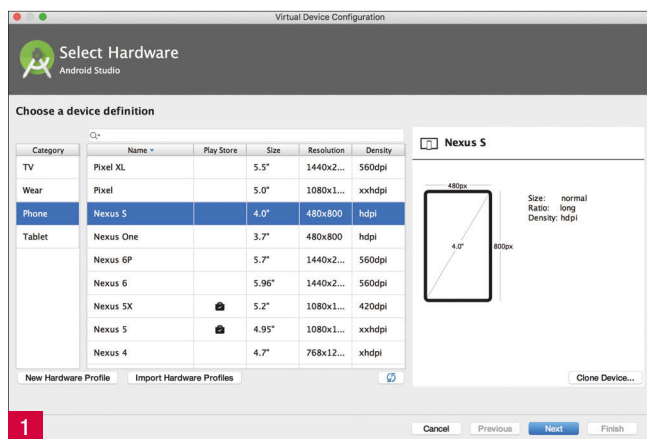 Virtual Device Configuration
Select Hardware
Android Studio
Choose a device definition
Category
TV
Wear
Phone
Tablet
Name Play Store Size Resolution Density
Pixel XL 5.5" 1440x2... 560dpi
Pixel 5.0" 1080x1... xxhdpi
Nexus S 4.0" 480x800 hdpi
Nexus One 3.7" 480x800 hdpi
Nexus 6P 5.7" 1440x2... 560dpi
Nexus 6 5.96" 1440x2... 560dpi
Nexus 5X 5.2" 1080x1... 420dpi
Nexus 5 4.95" 1080x1... xxhdpi
Nexus 4 4.7" 768x12... xhdpi
New Hardware Profile Import Hardware Profiles
Nexus S
480px
4.0"
800px
Size: normal
Ratio: long
Density: hdpi
Clone Device...
Cancel Previous Next Finish
1